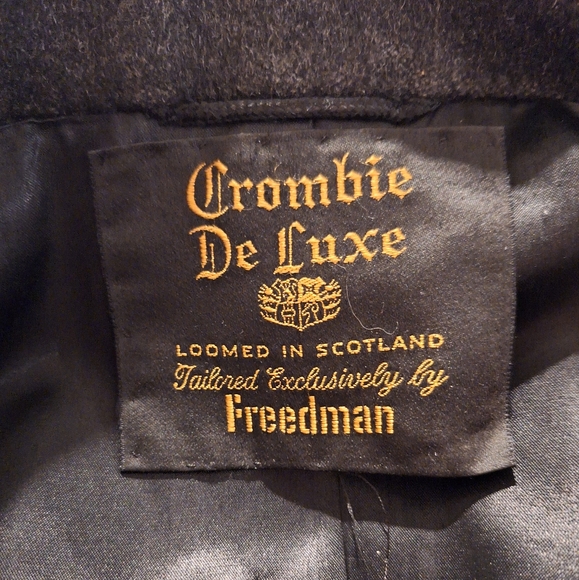 Crombie
De Luxe
LOOMED IN SCOTLAND
Tailored Exclusively by
Freedman